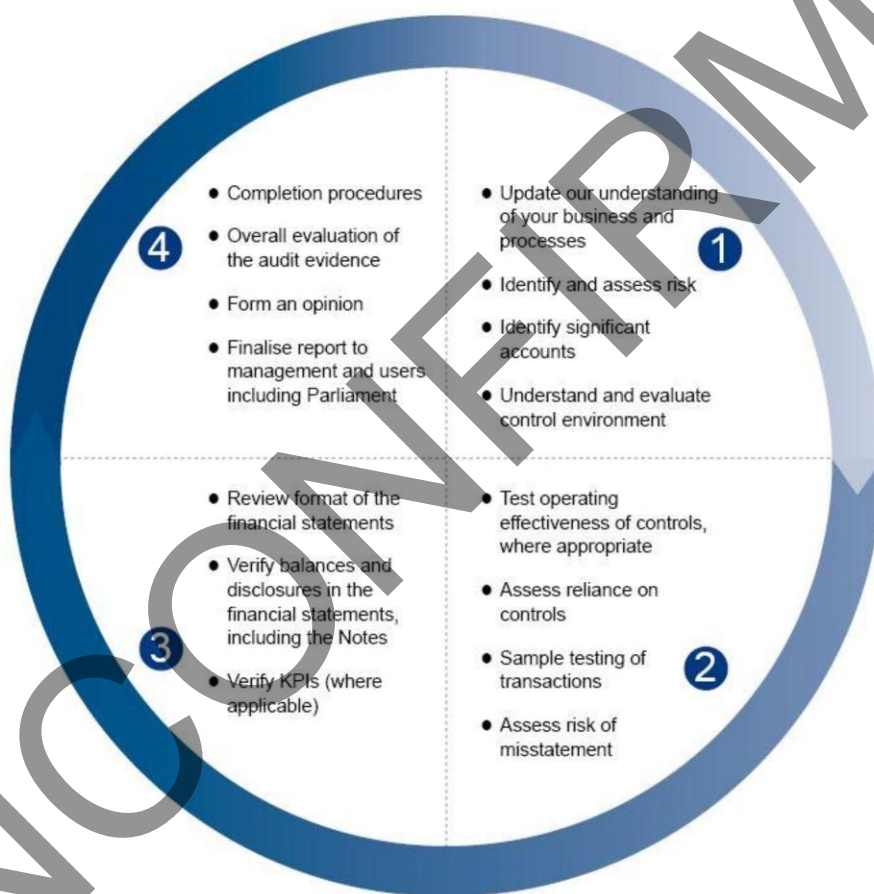 1
● Update our understanding
of your business and
processes
● Identify and assess risk
● Identify significant
accounts
● Understand and evaluate
control environment
2
● Test operating
effectiveness of controls,
where appropriate
● Assess reliance on
controls
● Sample testing of
transactions
● Assess risk of
misstatement
3
● Review format of the
financial statements
● Verify balances and
disclosures in the
financial statements,
including the Notes
● Verify KPIs (where
applicable)
4
● Completion procedures
● Overall evaluation of
the audit evidence
● Form an opinion
● Finalise report to
management and users
including Parliament
NCONFIRM